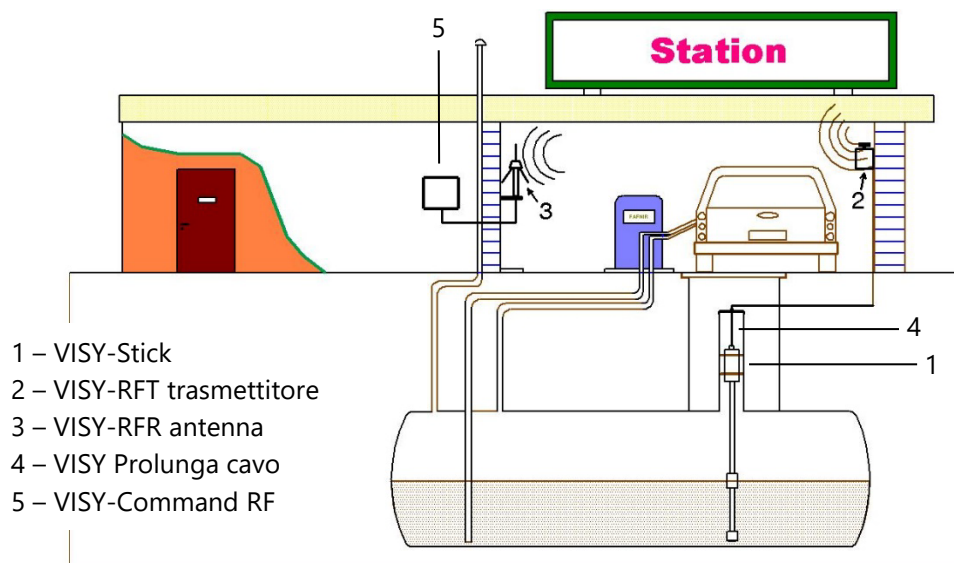 5
Station
3
2
4
1
1 – VISY-Stick
2 – VISY-RFT trasmettitore
3 – VISY-RFR antenna
4 – VISY Prolunga cavo
5 – VISY-Command RF